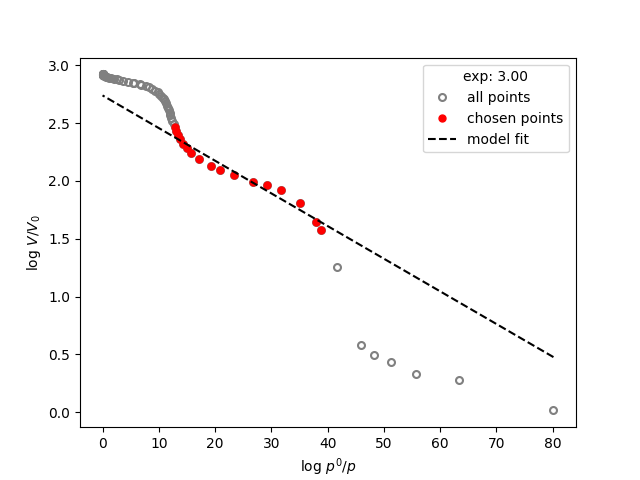 exp: 3.00
all points
chosen points
model fit
3.0
2.5
2.0
1.5
1.0
0.5
0.0
log V/V₀
0 10 20 30 40 50 60 70 80
log p⁰/p